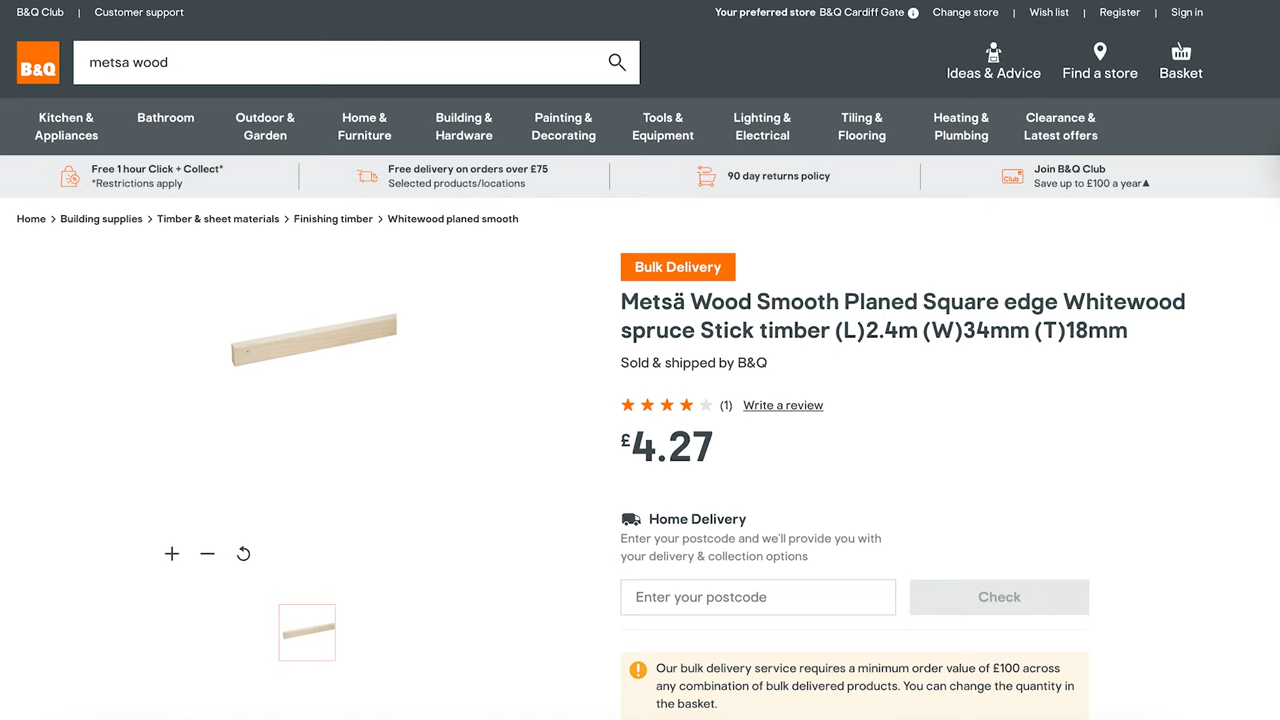 B&Q Club | Customer support
Your preferred store B&Q Cardiff Gate Change store | Wish list | Register | Sign in
B&Q
metsa wood
Ideas & Advice
Find a store
Basket
Kitchen &
Appliances
Bathroom
Outdoor &
Garden
Home &
Furniture
Building &
Hardware
Painting &
Decorating
Tools &
Equipment
Lighting &
Electrical
Tiling &
Flooring
Heating &
Plumbing
Clearance &
Latest offers
Free 1 hour Click + Collect*
*Restrictions apply
Free delivery on orders over £75
Selected products/locations
90 day returns policy
Club
Join B&Q Club
Save up to £100 a year▲
Home > Building supplies > Timber & sheet materials > Finishing timber > Whitewood planed smooth
Bulk Delivery
Metsä Wood Smooth Planed Square edge Whitewood
spruce Stick timber (L)2.4m (W)34mm (T)18mm
Sold & shipped by B&Q
(1) Write a review
£4.27
Home Delivery
Enter your postcode and we'll provide you with
your delivery & collection options
Enter your postcode
Check
Our bulk delivery service requires a minimum order value of £100 across
any combination of bulk delivered products. You can change the quantity in
the basket.